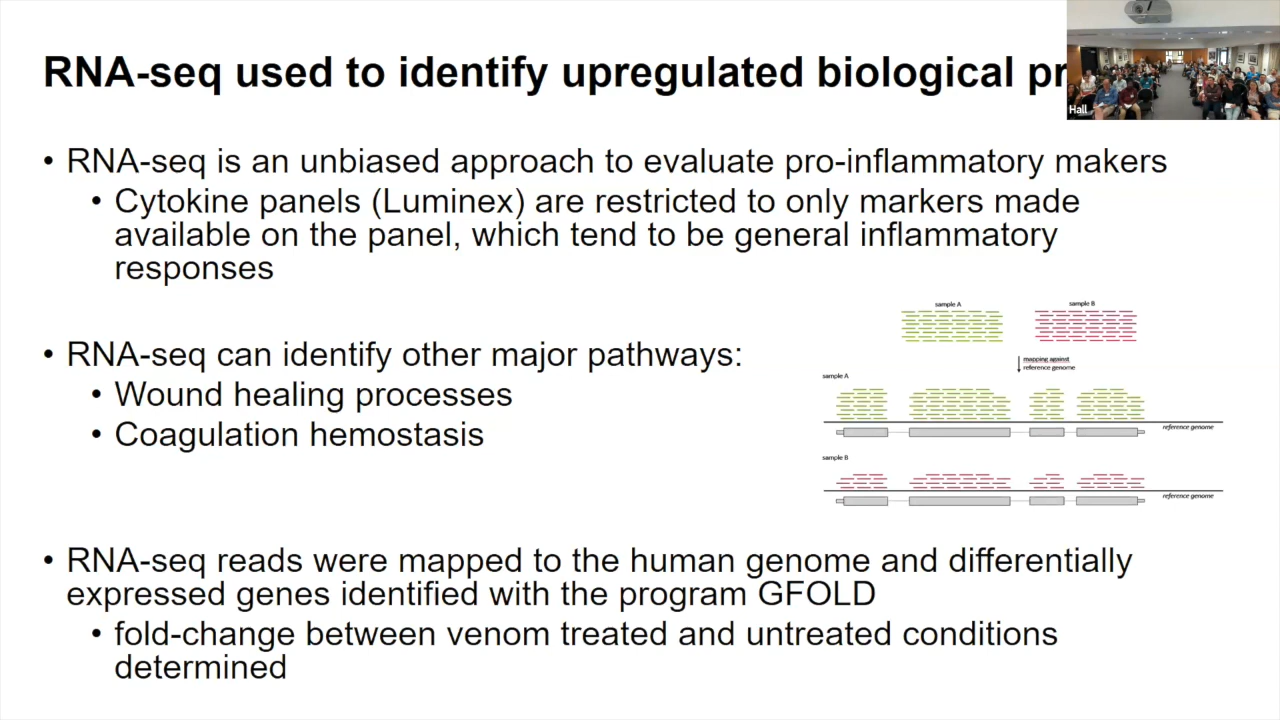 RNA-seq used to identify upregulated biological pr
Hall
• RNA-seq is an unbiased approach to evaluate pro-inflammatory makers
• Cytokine panels (Luminex) are restricted to only markers made
available on the panel, which tend to be general inflammatory
responses
• RNA-seq can identify other major pathways:
• Wound healing processes
• Coagulation hemostasis
sample A
sample B
mapping against
reference genome
sample A
reference genome
sample B
reference genome
• RNA-seq reads were mapped to the human genome and differentially
expressed genes identified with the program GFOLD
• fold-change between venom treated and untreated conditions
determined